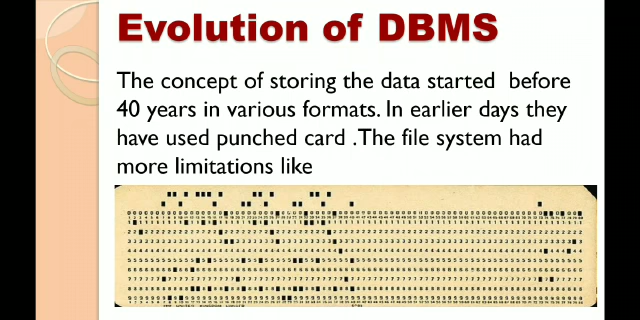 Evolution of DBMS
The concept of storing the data started before
40 years in various formats. In earlier days they
have used punched card .The file system had
more limitations like